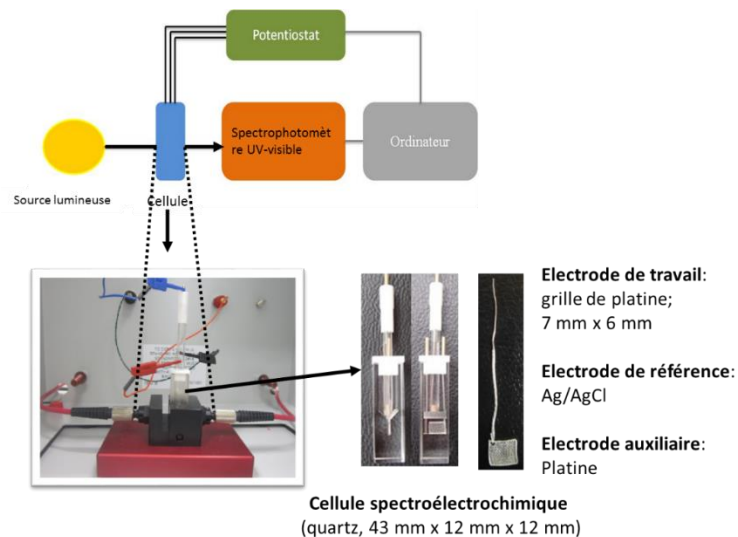 Potentiostat
Spectrophotomèt
re UV-visible
Ordinateur
Source lumineuse
Cellule
Electrode de travail:
grille de platine;
7 mm x 6 mm
Electrode de référence:
Ag/AgCl
Electrode auxiliaire:
Platine
Cellule spectroélectrochimique
(quartz, 43 mm x 12 mm x 12 mm)